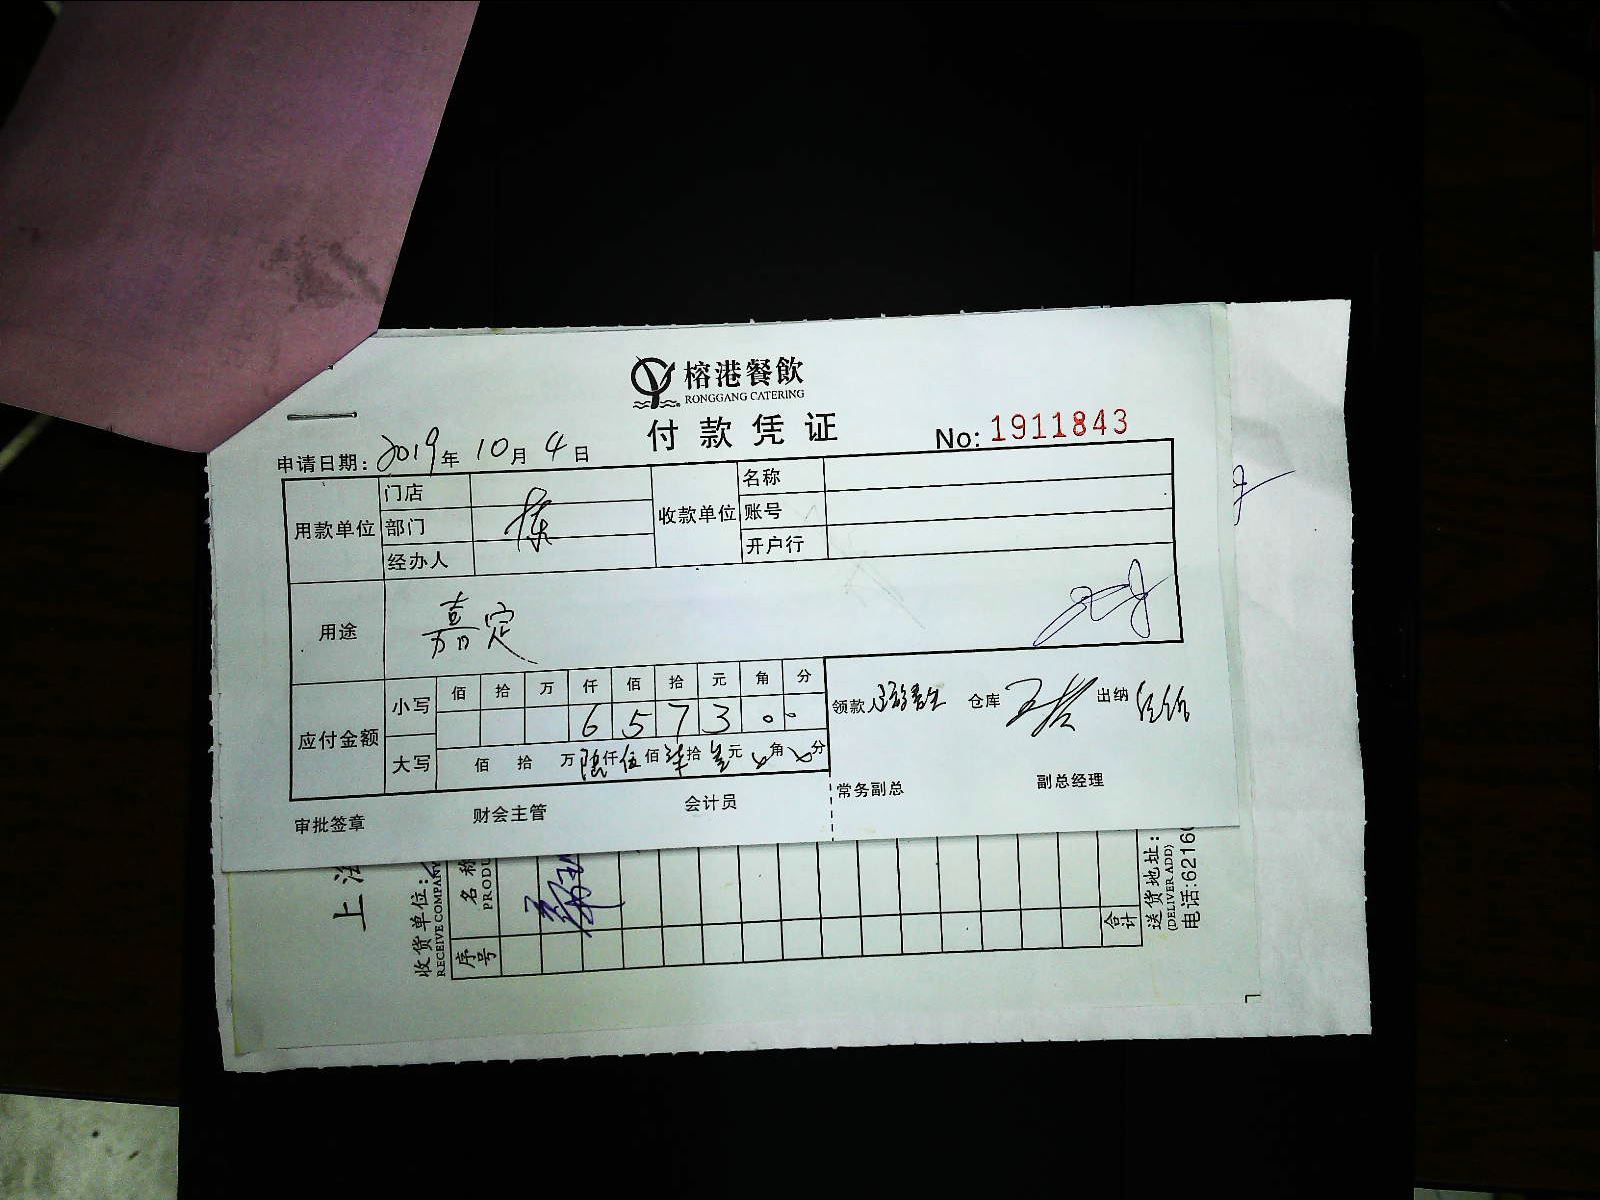 榕港餐飲
RONGGANG CATERING
付款凭证
No: 1911843
申请日期: 2019年 10月 4日
用款单位 门店 收款单位 名称
部门 账号
经办人 开户行
用途 嘉定
应付金额 小写 佰 拾 万 仟 佰 拾 元 角 分
6 5 7 3 0 0
大写 佰 拾 万 陆仟 伍佰 柒拾 叁元 角 分
领款 仓库 出纳
审批签章 财会主管 会计员 常务副总 副总经理
上
收货单位:
RECEIVE COMPANY
序号
名称
PRODU
合计
送货地址:
(DELIVER ADD)
电话:6216